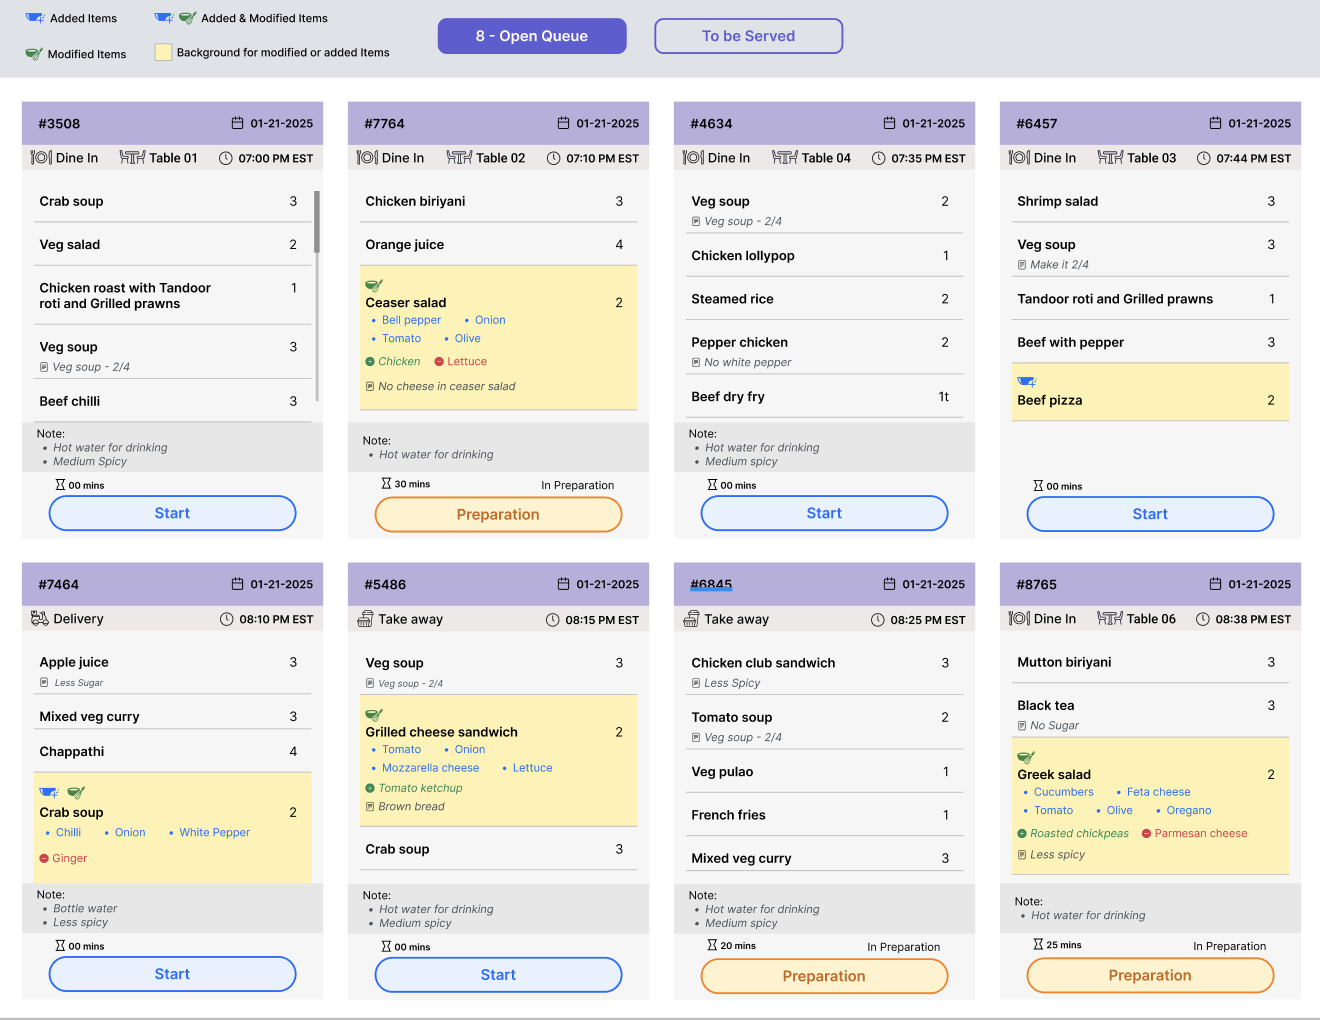 Added Items
Added & Modified Items
Modified Items
Background for modified or added Items
8 - Open Queue
To be Served
#3508
01-21-2025
Dine In
Table 01
07:00 PM EST
Crab soup 3
Veg salad 2
Chicken roast with Tandoor 1
roti and Grilled prawns
Veg soup 3
Veg soup - 2/4
Beef chilli 3
Note:
• Hot water for drinking
• Medium Spicy
00 mins
Start
#7764
01-21-2025
Dine In
Table 02
07:10 PM EST
Chicken biriyani 3
Orange juice 4
Ceaser salad 2
• Bell pepper • Onion
• Tomato • Olive
Chicken Lettuce
No cheese in ceaser salad
Note:
• Hot water for drinking
30 mins
In Preparation
Preparation
#4634
01-21-2025
Dine In
Table 04
07:35 PM EST
Veg soup 2
Veg soup - 2/4
Chicken lollypop 1
Steamed rice 2
Pepper chicken 2
No white pepper
Beef dry fry 1t
Note:
• Hot water for drinking
• Medium spicy
00 mins
Start
#6457
01-21-2025
Dine In
Table 03
07:44 PM EST
Shrimp salad 3
Veg soup 3
Make it 2/4
Tandoor roti and Grilled prawns 1
Beef with pepper 3
Beef pizza 2
00 mins
Start
#7464
01-21-2025
Delivery
08:10 PM EST
Apple juice 3
Less Sugar
Mixed veg curry 3
Chappathi 4
Crab soup 2
• Chilli • Onion • White Pepper
Ginger
Note:
• Bottle water
• Less spicy
00 mins
Start
#5486
01-21-2025
Take away
08:15 PM EST
Veg soup 3
Veg soup - 2/4
Grilled cheese sandwich 2
• Tomato • Onion
• Mozzarella cheese • Lettuce
Tomato ketchup
Brown bread
Crab soup 3
Note:
• Hot water for drinking
• Medium spicy
00 mins
Start
#6845
01-21-2025
Take away
08:25 PM EST
Chicken club sandwich 3
Less Spicy
Tomato soup 2
Veg soup - 2/4
Veg pulao 1
French fries 1
Mixed veg curry 3
Note:
• Hot water for drinking
• Medium spicy
20 mins
In Preparation
Preparation
#8765
01-21-2025
Dine In
Table 06
08:38 PM EST
Mutton biriyani 3
Black tea 3
No Sugar
Greek salad 2
• Cucumbers • Feta cheese
• Tomato • Olive • Oregano
Roasted chickpeas Parmesan cheese
Less spicy
Note:
• Hot water for drinking
25 mins
In Preparation
Preparation